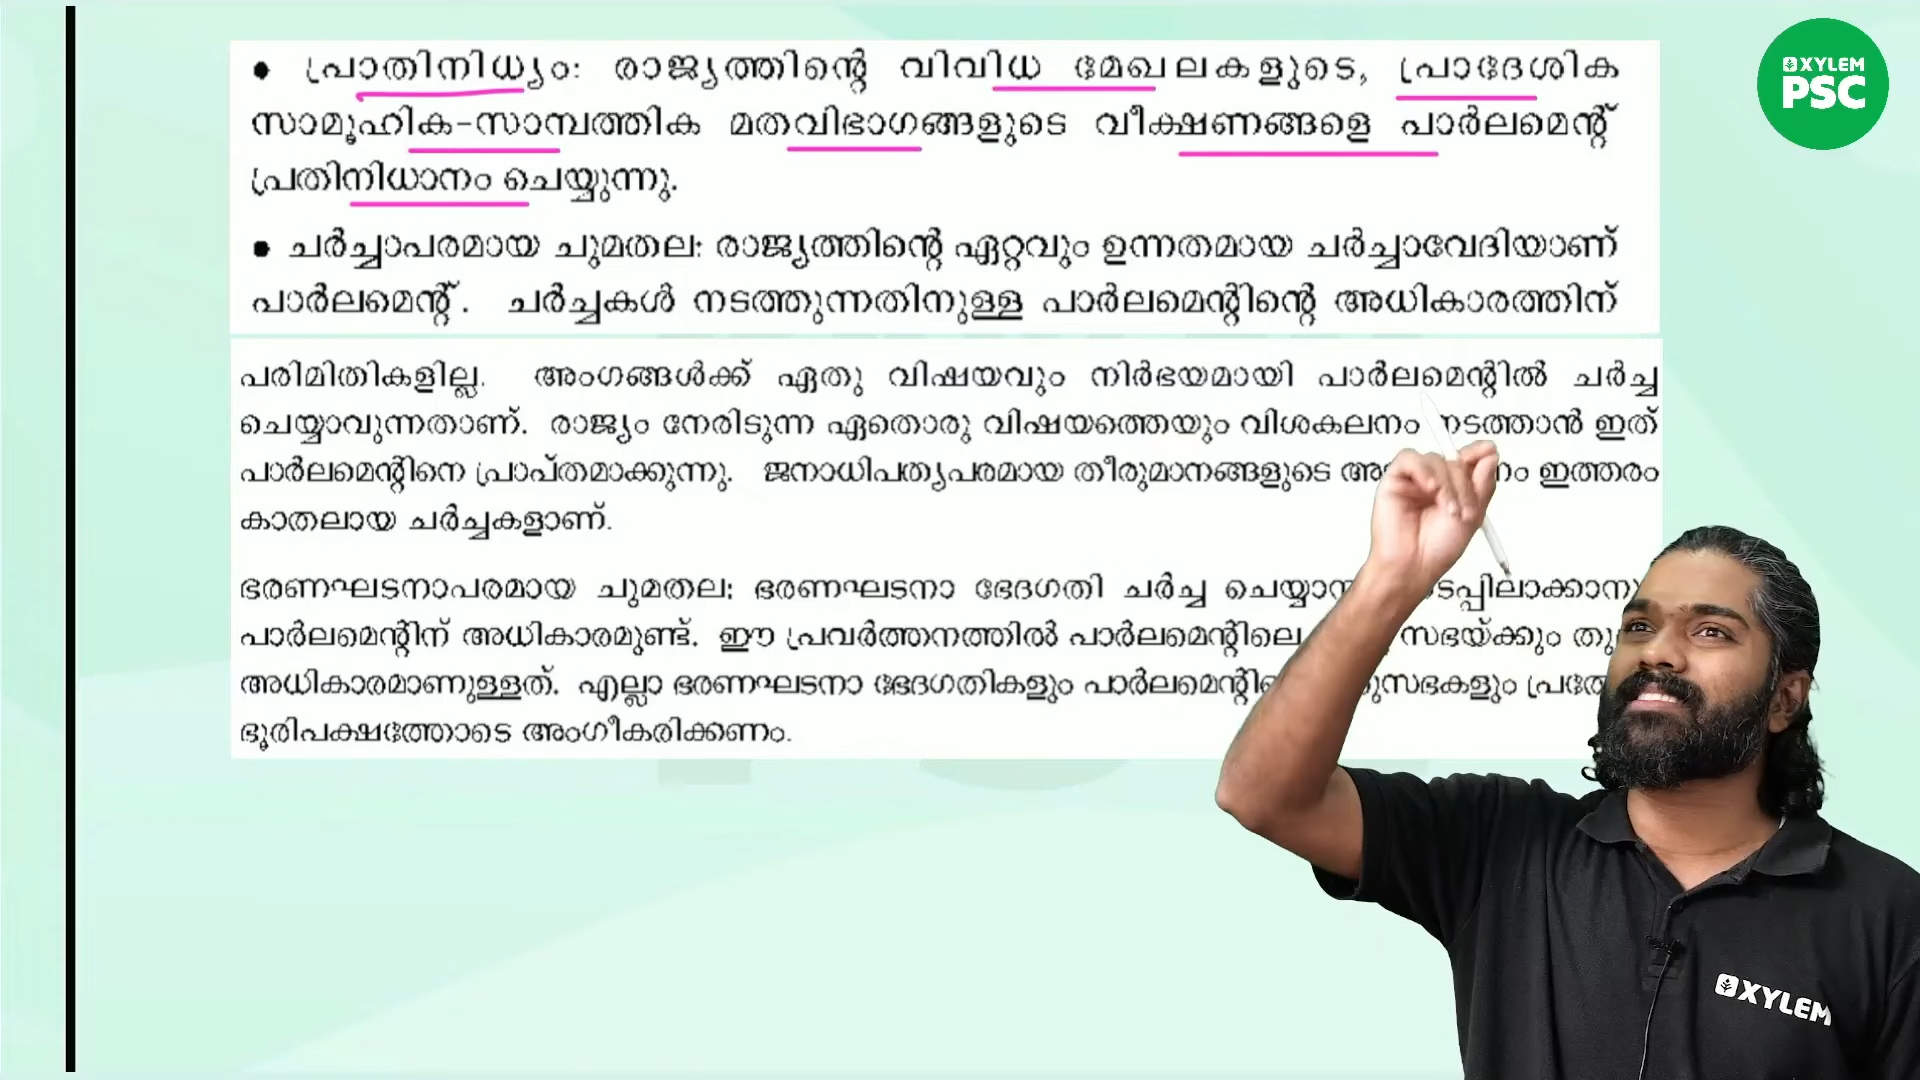 • പ്രാതിനിധ്യം: രാജ്യത്തിന്റെ വിവിധ മേഖലകളുടെ, പ്രാദേശിക
സാമൂഹിക-സാമ്പത്തിക മതവിഭാഗങ്ങളുടെ വീക്ഷണങ്ങളെ പാർലമെന്റ്
പ്രതിനിധാനം ചെയ്യുന്നു.
• ചർച്ചാപരമായ ചുമതല: രാജ്യത്തിന്റെ ഏറ്റവും ഉന്നതമായ ചർച്ചാവേദിയാണ്
പാർലമെന്റ്. ചർച്ചകൾ നടത്തുന്നതിനുള്ള പാർലമെന്റിന്റെ അധികാരത്തിന്
പരിമിതികളില്ല. അംഗങ്ങൾക്ക് ഏതു വിഷയവും നിർഭയമായി പാർലമെന്റിൽ ചർച്ച
ചെയ്യാവുന്നതാണ്. രാജ്യം നേരിടുന്ന ഏതൊരു വിഷയത്തെയും വിശകലനം നടത്താൻ ഇത്
പാർലമെന്റിനെ പ്രാപ്തമാക്കുന്നു. ജനാധിപത്യപരമായ തീരുമാനങ്ങളുടെ ഇത്തരം
കാതലായ ചർച്ചകളാണ്.
ഭരണഘടനാപരമായ ചുമതല: ഭരണഘടനാ ഭേദഗതി ചർച്ച
പാർലമെന്റിന് അധികാരമുണ്ട്. ഈ പ്രവർത്തനത്തിൽ പാർലമെന്റിലെ സഭയ്ക്കും
അധികാരമാണുള്ളത്. എല്ലാ ഭരണഘടനാ ഭേദഗതികളും
ഭൂരിപക്ഷത്തോടെ അംഗീകരിക്കണം.
XYLEM
PSC
XYLEM